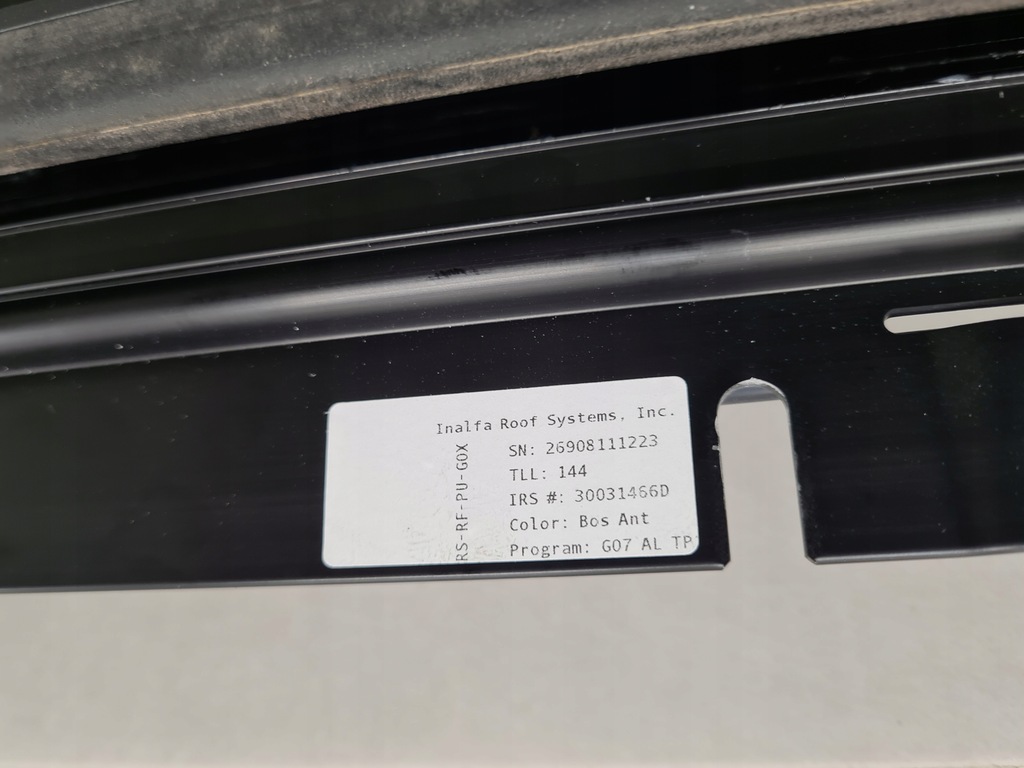 Inalfa Roof Systems, Inc.
SN: 26908111223
TLL: 144
IRS #: 30031466D
Color: Bos Ant
Program: G07 AL TP
RS-RF-PU-G0X